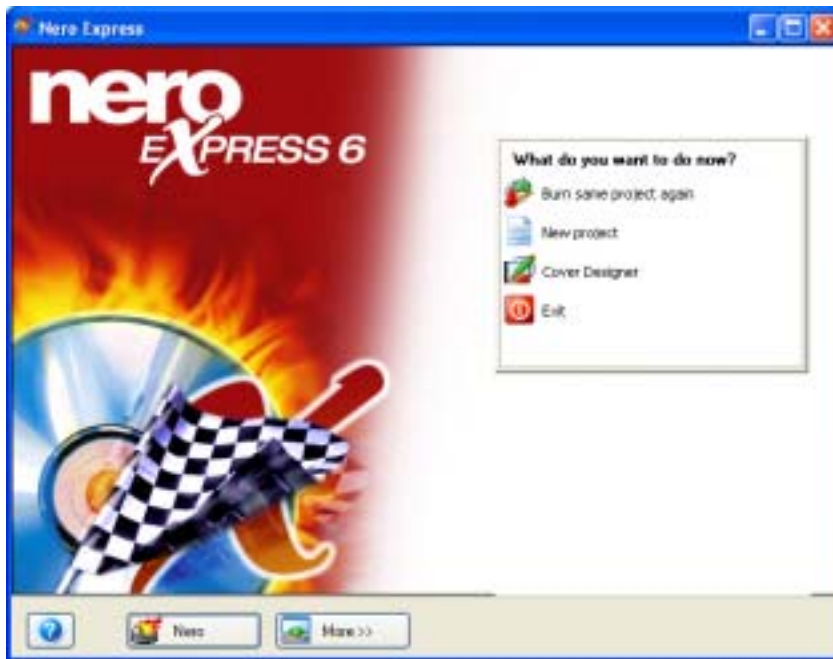 Nero Express
nero
EXPRESS 6
What do you want to do now?
Burn same project again
New project
Cover Designer
Exit
?
Nero
More >>